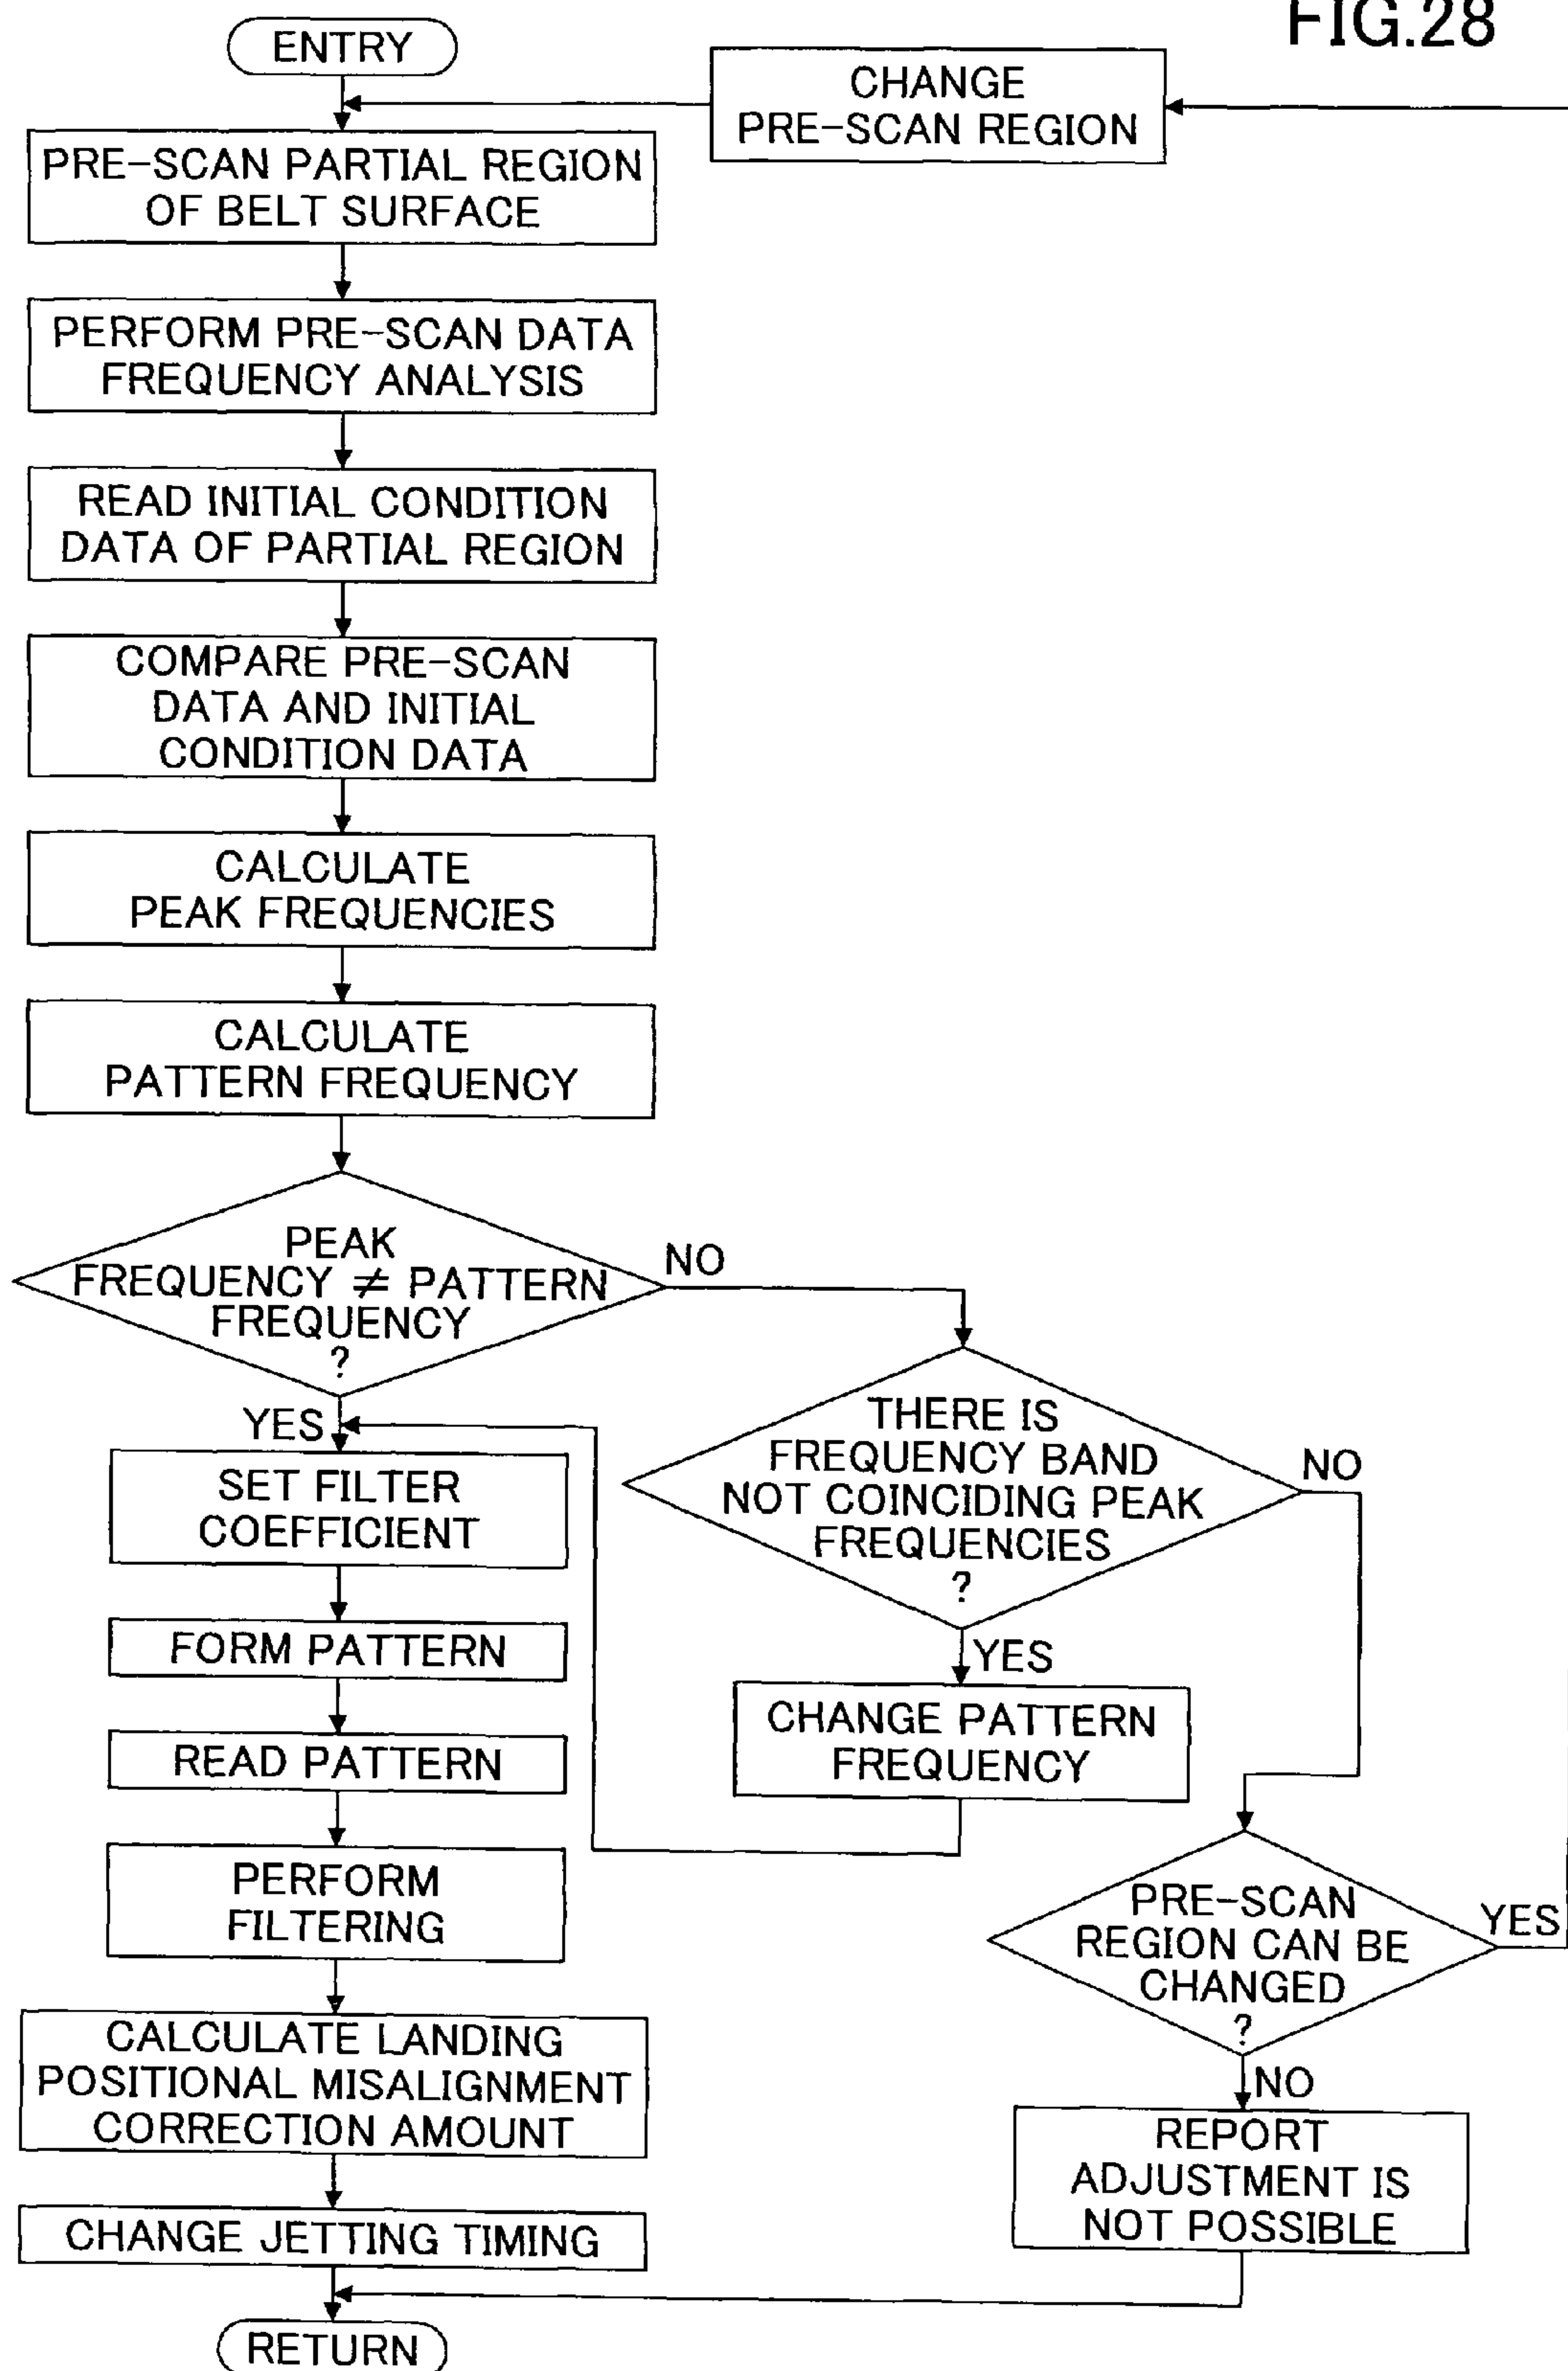 FIG.28
ENTRY
CHANGE
PRE-SCAN REGION
PRE-SCAN PARTIAL REGION
OF BELT SURFACE
PERFORM PRE-SCAN DATA
FREQUENCY ANALYSIS
READ INITIAL CONDITION
DATA OF PARTIAL REGION
COMPARE PRE-SCAN
DATA AND INITIAL
CONDITION DATA
CALCULATE
PEAK FREQUENCIES
CALCULATE
PATTERN FREQUENCY
PEAK
FREQUENCY ≠ PATTERN
FREQUENCY
?
NO
YES
THERE IS
FREQUENCY BAND
NOT COINCIDING PEAK
FREQUENCIES
?
NO
YES
SET FILTER
COEFFICIENT
FORM PATTERN
READ PATTERN
CHANGE PATTERN
FREQUENCY
PERFORM
FILTERING
PRE-SCAN
REGION CAN BE
CHANGED
?
YES
NO
CALCULATE LANDING
POSITIONAL MISALIGNMENT
CORRECTION AMOUNT
REPORT
ADJUSTMENT IS
NOT POSSIBLE
CHANGE JETTING TIMING
RETURN